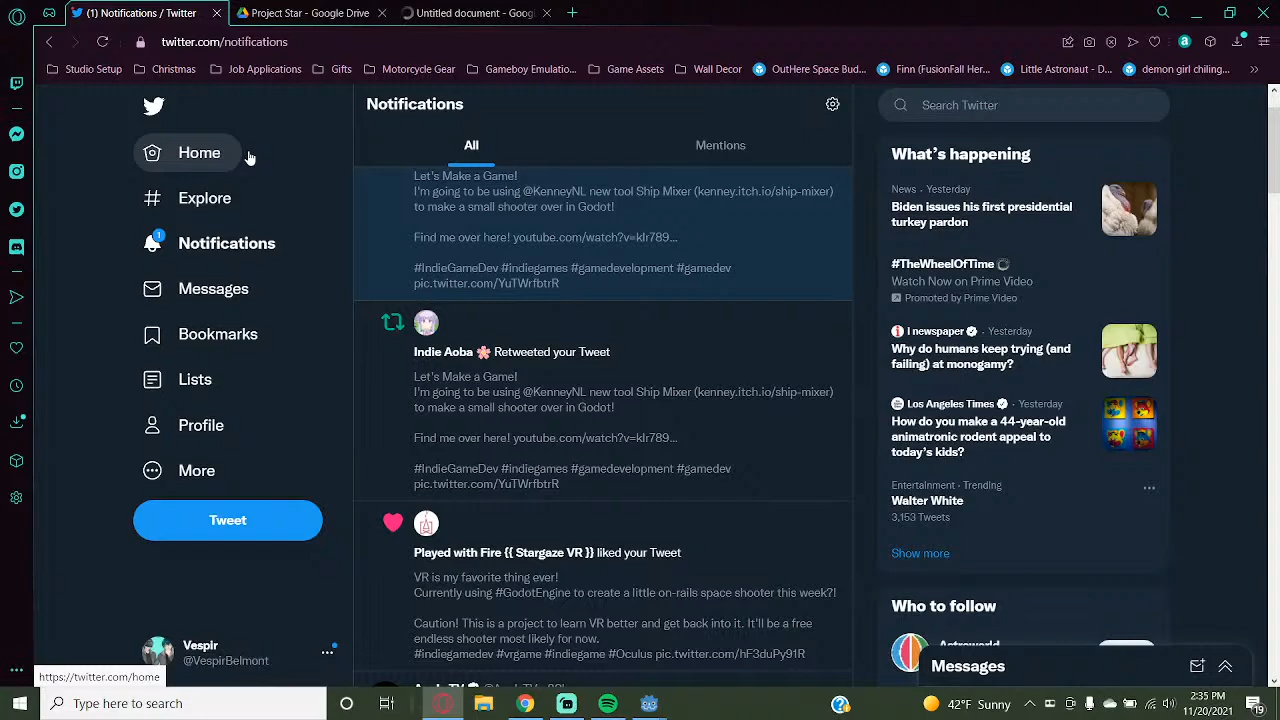 (1) Notifications / Twitter
Project Star - Google Drive
Untitled document - Goog
twitter.com/notifications
Studio Setup
Christmas
Job Applications
Gifts
Motorcycle Gear
Gameboy Emulatio...
Game Assets
Wall Decor
OutHere Space Bud...
Finn (FusionFall Her...
Little Astronaut - D...
demon girl chiling...
Home
Explore
1
Notifications
Messages
Bookmarks
Lists
Profile
More
Tweet
Vespir
@VespirBelmont
https://twitter.com/home
Notifications
All
Mentions
Let's Make a Game!
I'm going to be using @KenneyNL new tool Ship Mixer (kenney.itch.io/ship-mixer)
to make a small shooter over in Godot!
Find me over here! youtube.com/watch?v=klr789...
#IndieGameDev #indiegames #gamedevelopment #gamedev
pic.twitter.com/YuTWrfbtrR
Indie Aoba 🌸 Retweeted your Tweet
Let's Make a Game!
I'm going to be using @KenneyNL new tool Ship Mixer (kenney.itch.io/ship-mixer)
to make a small shooter over in Godot!
Find me over here! youtube.com/watch?v=klr789...
#IndieGameDev #indiegames #gamedevelopment #gamedev
pic.twitter.com/YuTWrfbtrR
Played with Fire {{ Stargaze VR }} liked your Tweet
VR is my favorite thing ever!
Currently using #GodotEngine to create a little on-rails space shooter this week?!
Caution! This is a project to learn VR better and get back into it. It'll be a free
endless shooter most likely for now.
#indiegamedev #vrgame #indiegame #Oculus pic.twitter.com/hF3duPy91R
Search Twitter
What's happening
News · Yesterday
Biden issues his first presidential
turkey pardon
#TheWheelOfTime
Watch Now on Prime Video
Promoted by Prime Video
I newspaper · Yesterday
Why do humans keep trying (and
failing) at monogamy?
Los Angeles Times · Yesterday
How do you make a 44-year-old
animatronic rodent appeal to
today's kids?
Entertainment · Trending
Walter White
3,153 Tweets
Show more
Who to follow
Messages
Type here to search
42°F Sunny
2:35 PM
11/20/2021
19